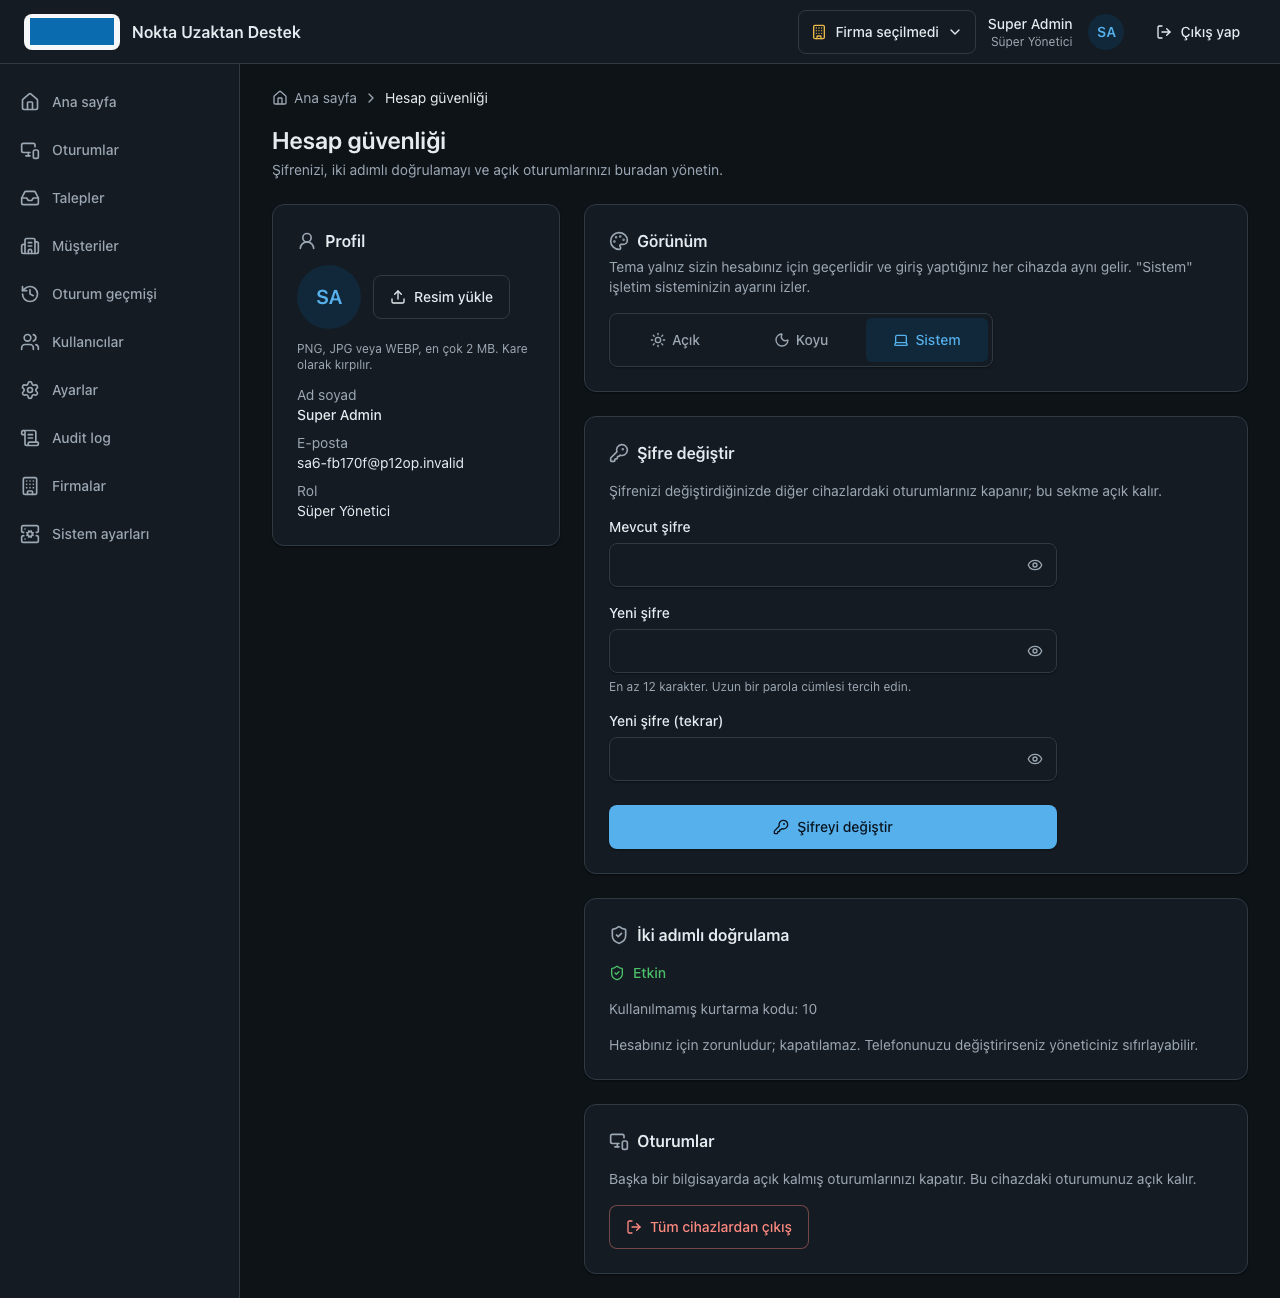 Nokta Uzaktan Destek
Firma seçilmedi
Super Admin
Süper Yönetici
SA
Çıkış yap
Ana sayfa
Oturumlar
Talepler
Müşteriler
Oturum geçmişi
Kullanıcılar
Ayarlar
Audit log
Firmalar
Sistem ayarları
Ana sayfa
Hesap güvenliği
Hesap güvenliği
Şifrenizi, iki adımlı doğrulamayı ve açık oturumlarınızı buradan yönetin.
Profil
SA
Resim yükle
PNG, JPG veya WEBP, en çok 2 MB. Kare
olarak kırpılır.
Ad soyad
Super Admin
E-posta
sa6-fb170f@p12op.invalid
Rol
Süper Yönetici
Görünüm
Tema yalnız sizin hesabınız için geçerlidir ve giriş yaptığınız her cihazda aynı gelir. "Sistem"
işletim sisteminizin ayarını izler.
Açık
Koyu
Sistem
Şifre değiştir
Şifrenizi değiştirdiğinizde diğer cihazlardaki oturumlarınız kapanır; bu sekme açık kalır.
Mevcut şifre
Yeni şifre
En az 12 karakter. Uzun bir parola cümlesi tercih edin.
Yeni şifre (tekrar)
Şifreyi değiştir
İki adımlı doğrulama
Etkin
Kullanılmamış kurtarma kodu: 10
Hesabınız için zorunludur; kapatılamaz. Telefonunuzu değiştirirseniz yöneticiniz sıfırlayabilir.
Oturumlar
Başka bir bilgisayarda açık kalmış oturumlarınızı kapatır. Bu cihazdaki oturumunuz açık kalır.
Tüm cihazlardan çıkış